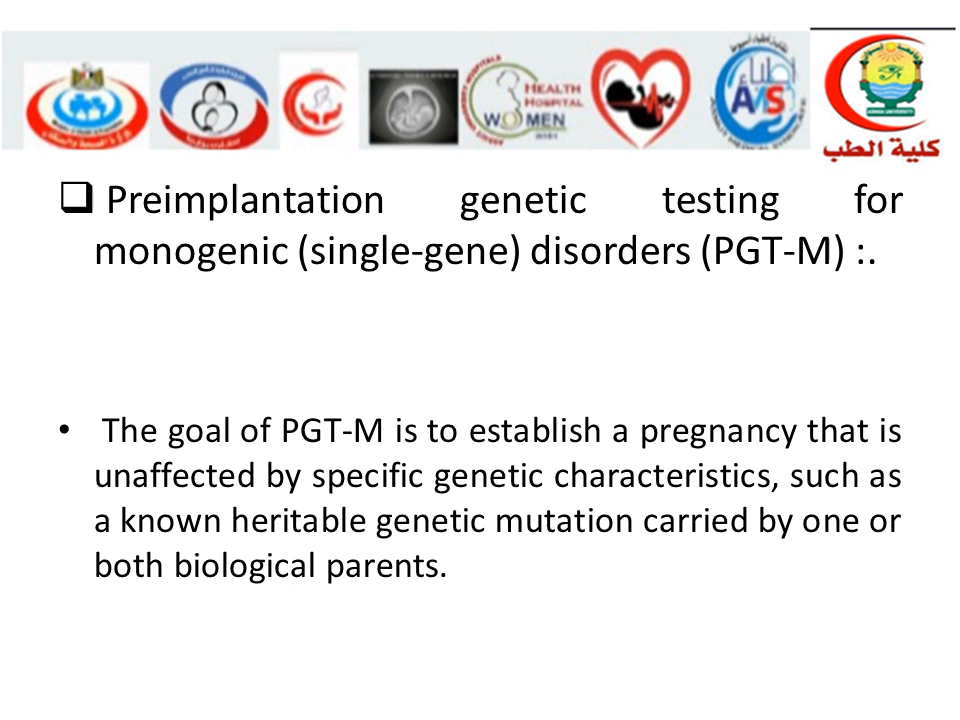 HEALTH
HOSPITAL
WOMEN
AMS
كلية الطب
❑ Preimplantation genetic testing for
monogenic (single-gene) disorders (PGT-M) :.
• The goal of PGT-M is to establish a pregnancy that is
unaffected by specific genetic characteristics, such as
a known heritable genetic mutation carried by one or
both biological parents.